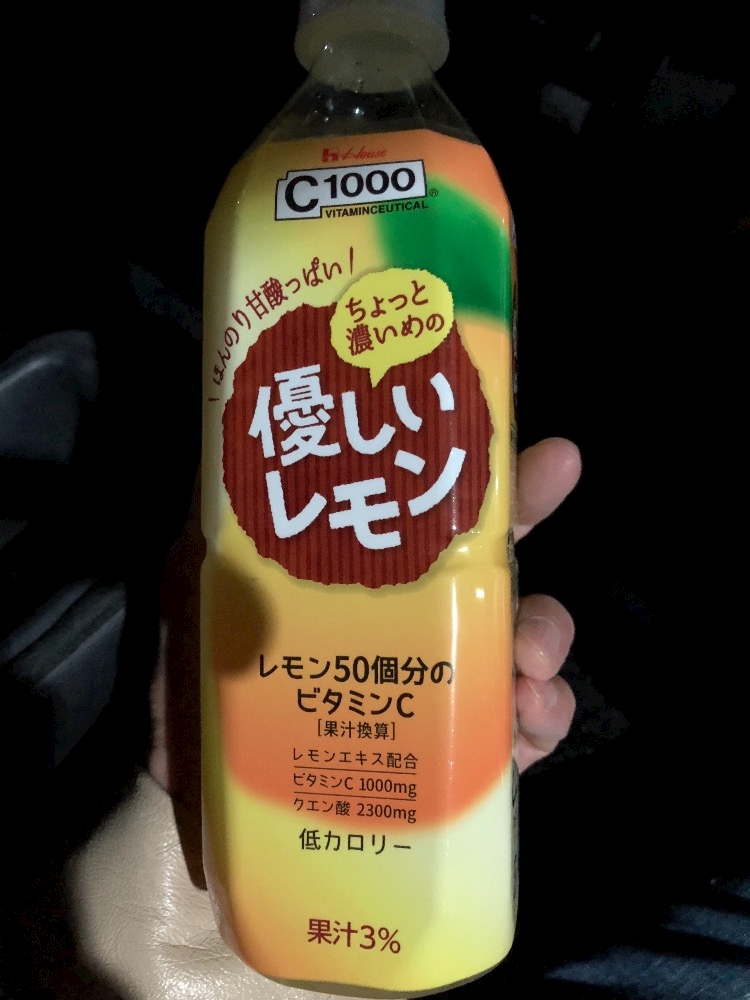 House
C1000
VITAMINCEUTICAL
ほんのり甘酸っぱい!
ちょっと
濃いめの
優しい
レモン
レモン50個分の
ビタミンC
[果汁換算]
レモンエキス配合
ビタミンC 1000mg
クエン酸 2300mg
低カロリー
果汁3%